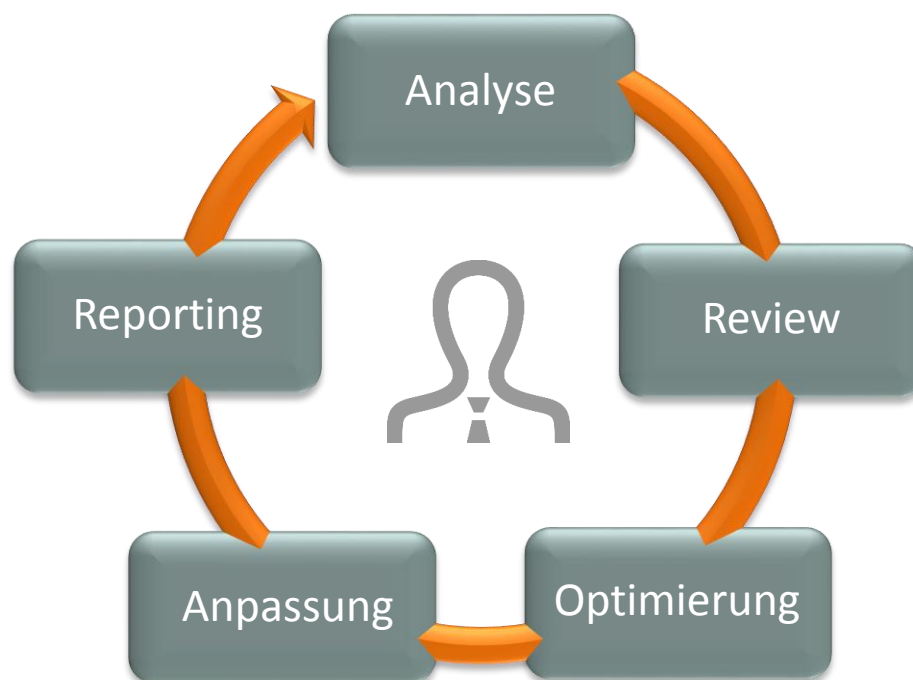 Analyse
Review
Optimierung
Anpassung
Reporting